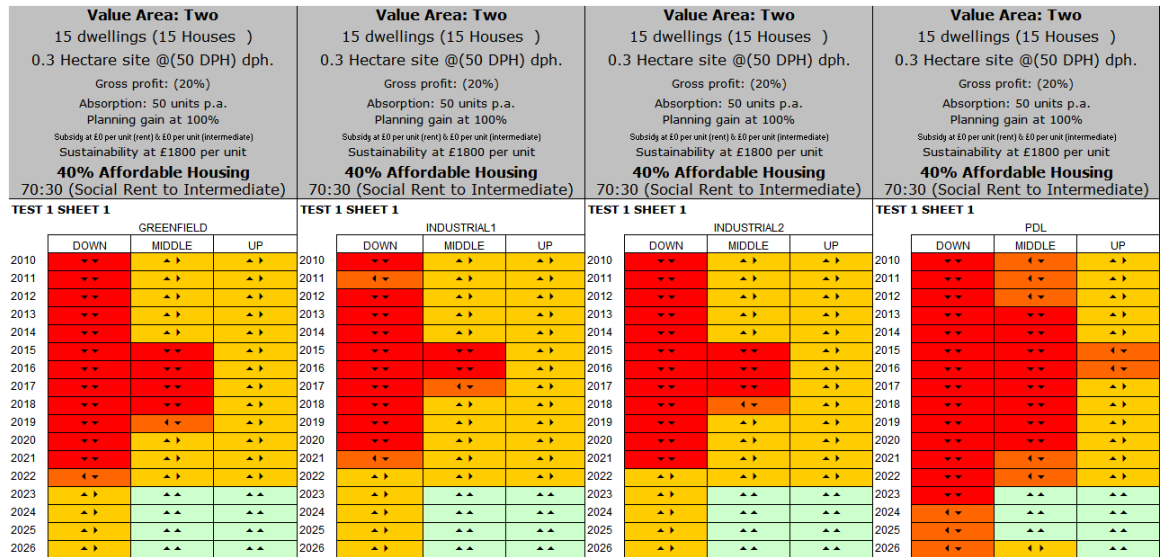 Value Area: Two
15 dwellings (15 Houses )
0.3 Hectare site @(50 DPH) dph.
Gross profit: (20%)
Absorption: 50 units p.a.
Planning gain at 100%
Subsidy at £0 per unit (rent) & £0 per unit (intermediate)
Sustainability at £1800 per unit
40% Affordable Housing
70:30 (Social Rent to Intermediate)
TEST 1 SHEET 1
GREENFIELD
DOWN MIDDLE UP
2010
2011
2012
2013
2014
2015
2016
2017
2018
2019
2020
2021
2022
2023
2024
2025
2026
Value Area: Two
15 dwellings (15 Houses )
0.3 Hectare site @(50 DPH) dph.
Gross profit: (20%)
Absorption: 50 units p.a.
Planning gain at 100%
Subsidy at £0 per unit (rent) & £0 per unit (intermediate)
Sustainability at £1800 per unit
40% Affordable Housing
70:30 (Social Rent to Intermediate)
TEST 1 SHEET 1
INDUSTRIAL1
DOWN MIDDLE UP
2010
2011
2012
2013
2014
2015
2016
2017
2018
2019
2020
2021
2022
2023
2024
2025
2026
Value Area: Two
15 dwellings (15 Houses )
0.3 Hectare site @(50 DPH) dph.
Gross profit: (20%)
Absorption: 50 units p.a.
Planning gain at 100%
Subsidy at £0 per unit (rent) & £0 per unit (intermediate)
Sustainability at £1800 per unit
40% Affordable Housing
70:30 (Social Rent to Intermediate)
TEST 1 SHEET 1
INDUSTRIAL2
DOWN MIDDLE UP
2010
2011
2012
2013
2014
2015
2016
2017
2018
2019
2020
2021
2022
2023
2024
2025
2026
Value Area: Two
15 dwellings (15 Houses )
0.3 Hectare site @(50 DPH) dph.
Gross profit: (20%)
Absorption: 50 units p.a.
Planning gain at 100%
Subsidy at £0 per unit (rent) & £0 per unit (intermediate)
Sustainability at £1800 per unit
40% Affordable Housing
70:30 (Social Rent to Intermediate)
TEST 1 SHEET 1
PDL
DOWN MIDDLE UP
2010
2011
2012
2013
2014
2015
2016
2017
2018
2019
2020
2021
2022
2023
2024
2025
2026